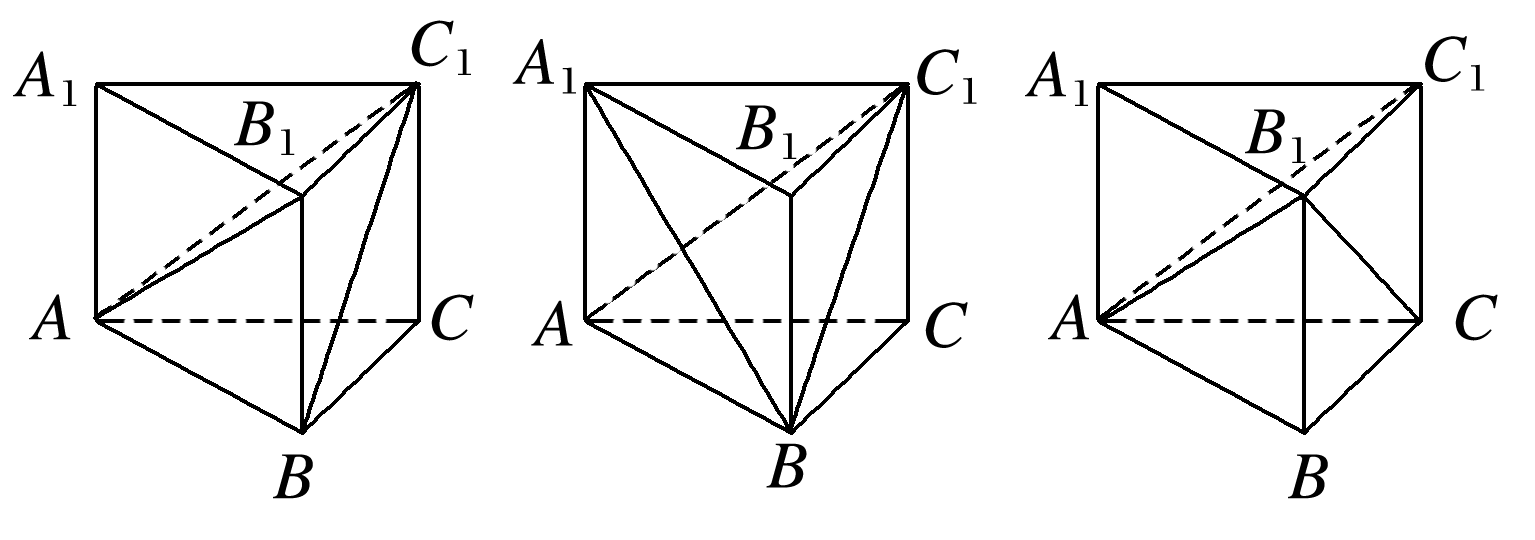 A₁ C₁ A₁ C₁ A₁ C₁
B₁ B₁ B₁
A C A C A C
B B B